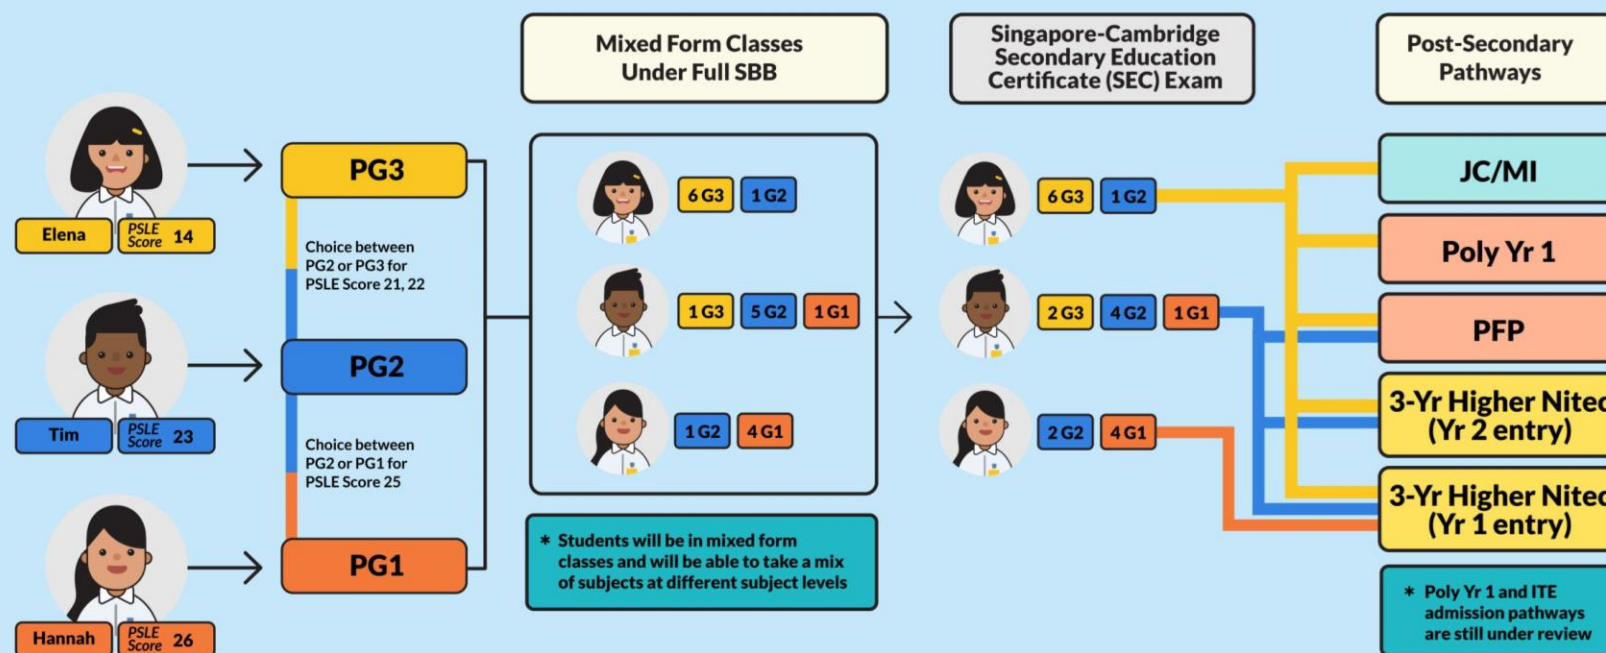 Mixed Form Classes
Under Full SBB
Singapore-Cambridge
Secondary Education
Certificate (SEC) Exam
Post-Secondary
Pathways
Elena
PSLE
Score 14
PG3
Choice between
PG2 or PG3 for
PSLE Score 21, 22
Tim
PSLE
Score 23
PG2
Choice between
PG2 or PG1 for
PSLE Score 25
Hannah
PSLE
Score 26
PG1
6 G3 1 G2
1 G3 5 G2 1 G1
1 G2 4 G1
* Students will be in mixed form
classes and will be able to take a mix
of subjects at different subject levels
6 G3 1 G2
2 G3 4 G2 1 G1
2 G2 4 G1
JC/MI
Poly Yr 1
PFP
3-Yr Higher Nitec
(Yr 2 entry)
3-Yr Higher Nitec
(Yr 1 entry)
* Poly Yr 1 and ITE
admission pathways
are still under review